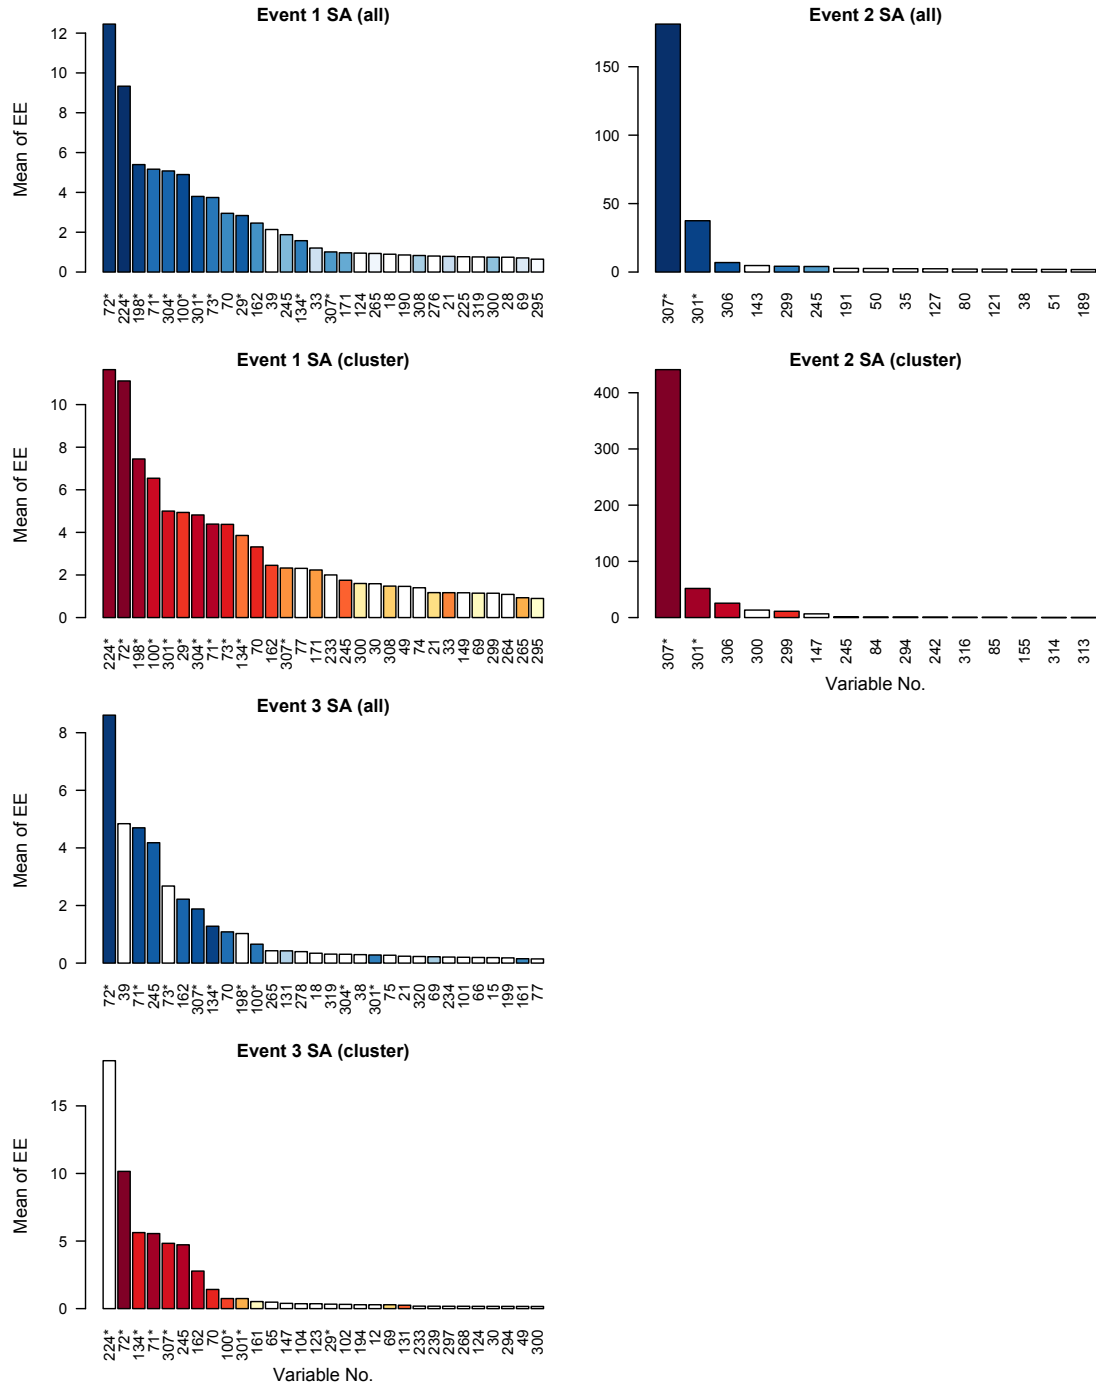 Event 1 SA (all)
Mean of EE
12
10
8
6
4
2
0
72* 224* 198* 71* 304* 100* 301* 73* 70 29* 162 39 245 134* 33 307* 171 124 265 18 190 308 276 21 225 319 300 28 69 295
Event 2 SA (all)
150
100
50
0
307* 301* 306 143 299 245 191 50 35 127 80 121 38 51 189
Event 1 SA (cluster)
Mean of EE
10
8
6
4
2
0
224* 72* 198* 100* 301* 29* 304* 71* 73* 134* 70 162 307* 77 171 233 245 300 30 308 49 74 21 33 149 69 299 264 265 295
Event 2 SA (cluster)
400
300
200
100
0
307* 301* 306 300 299 147 245 84 294 242 316 85 155 314 313
Variable No.
Event 3 SA (all)
Mean of EE
8
6
4
2
0
72* 39 71* 245 73* 162 307* 134* 70 198* 100* 265 131 278 18 319 304* 38 301* 75 21 320 69 234 101 66 15 199 161 77
Event 3 SA (cluster)
Mean of EE
15
10
5
0
224* 72* 134* 71* 307* 245 162 70 100* 301* 161 65 147 104 123 29* 102 194 12 69 131 233 239 297 268 124 30 294 49 300
Variable No.